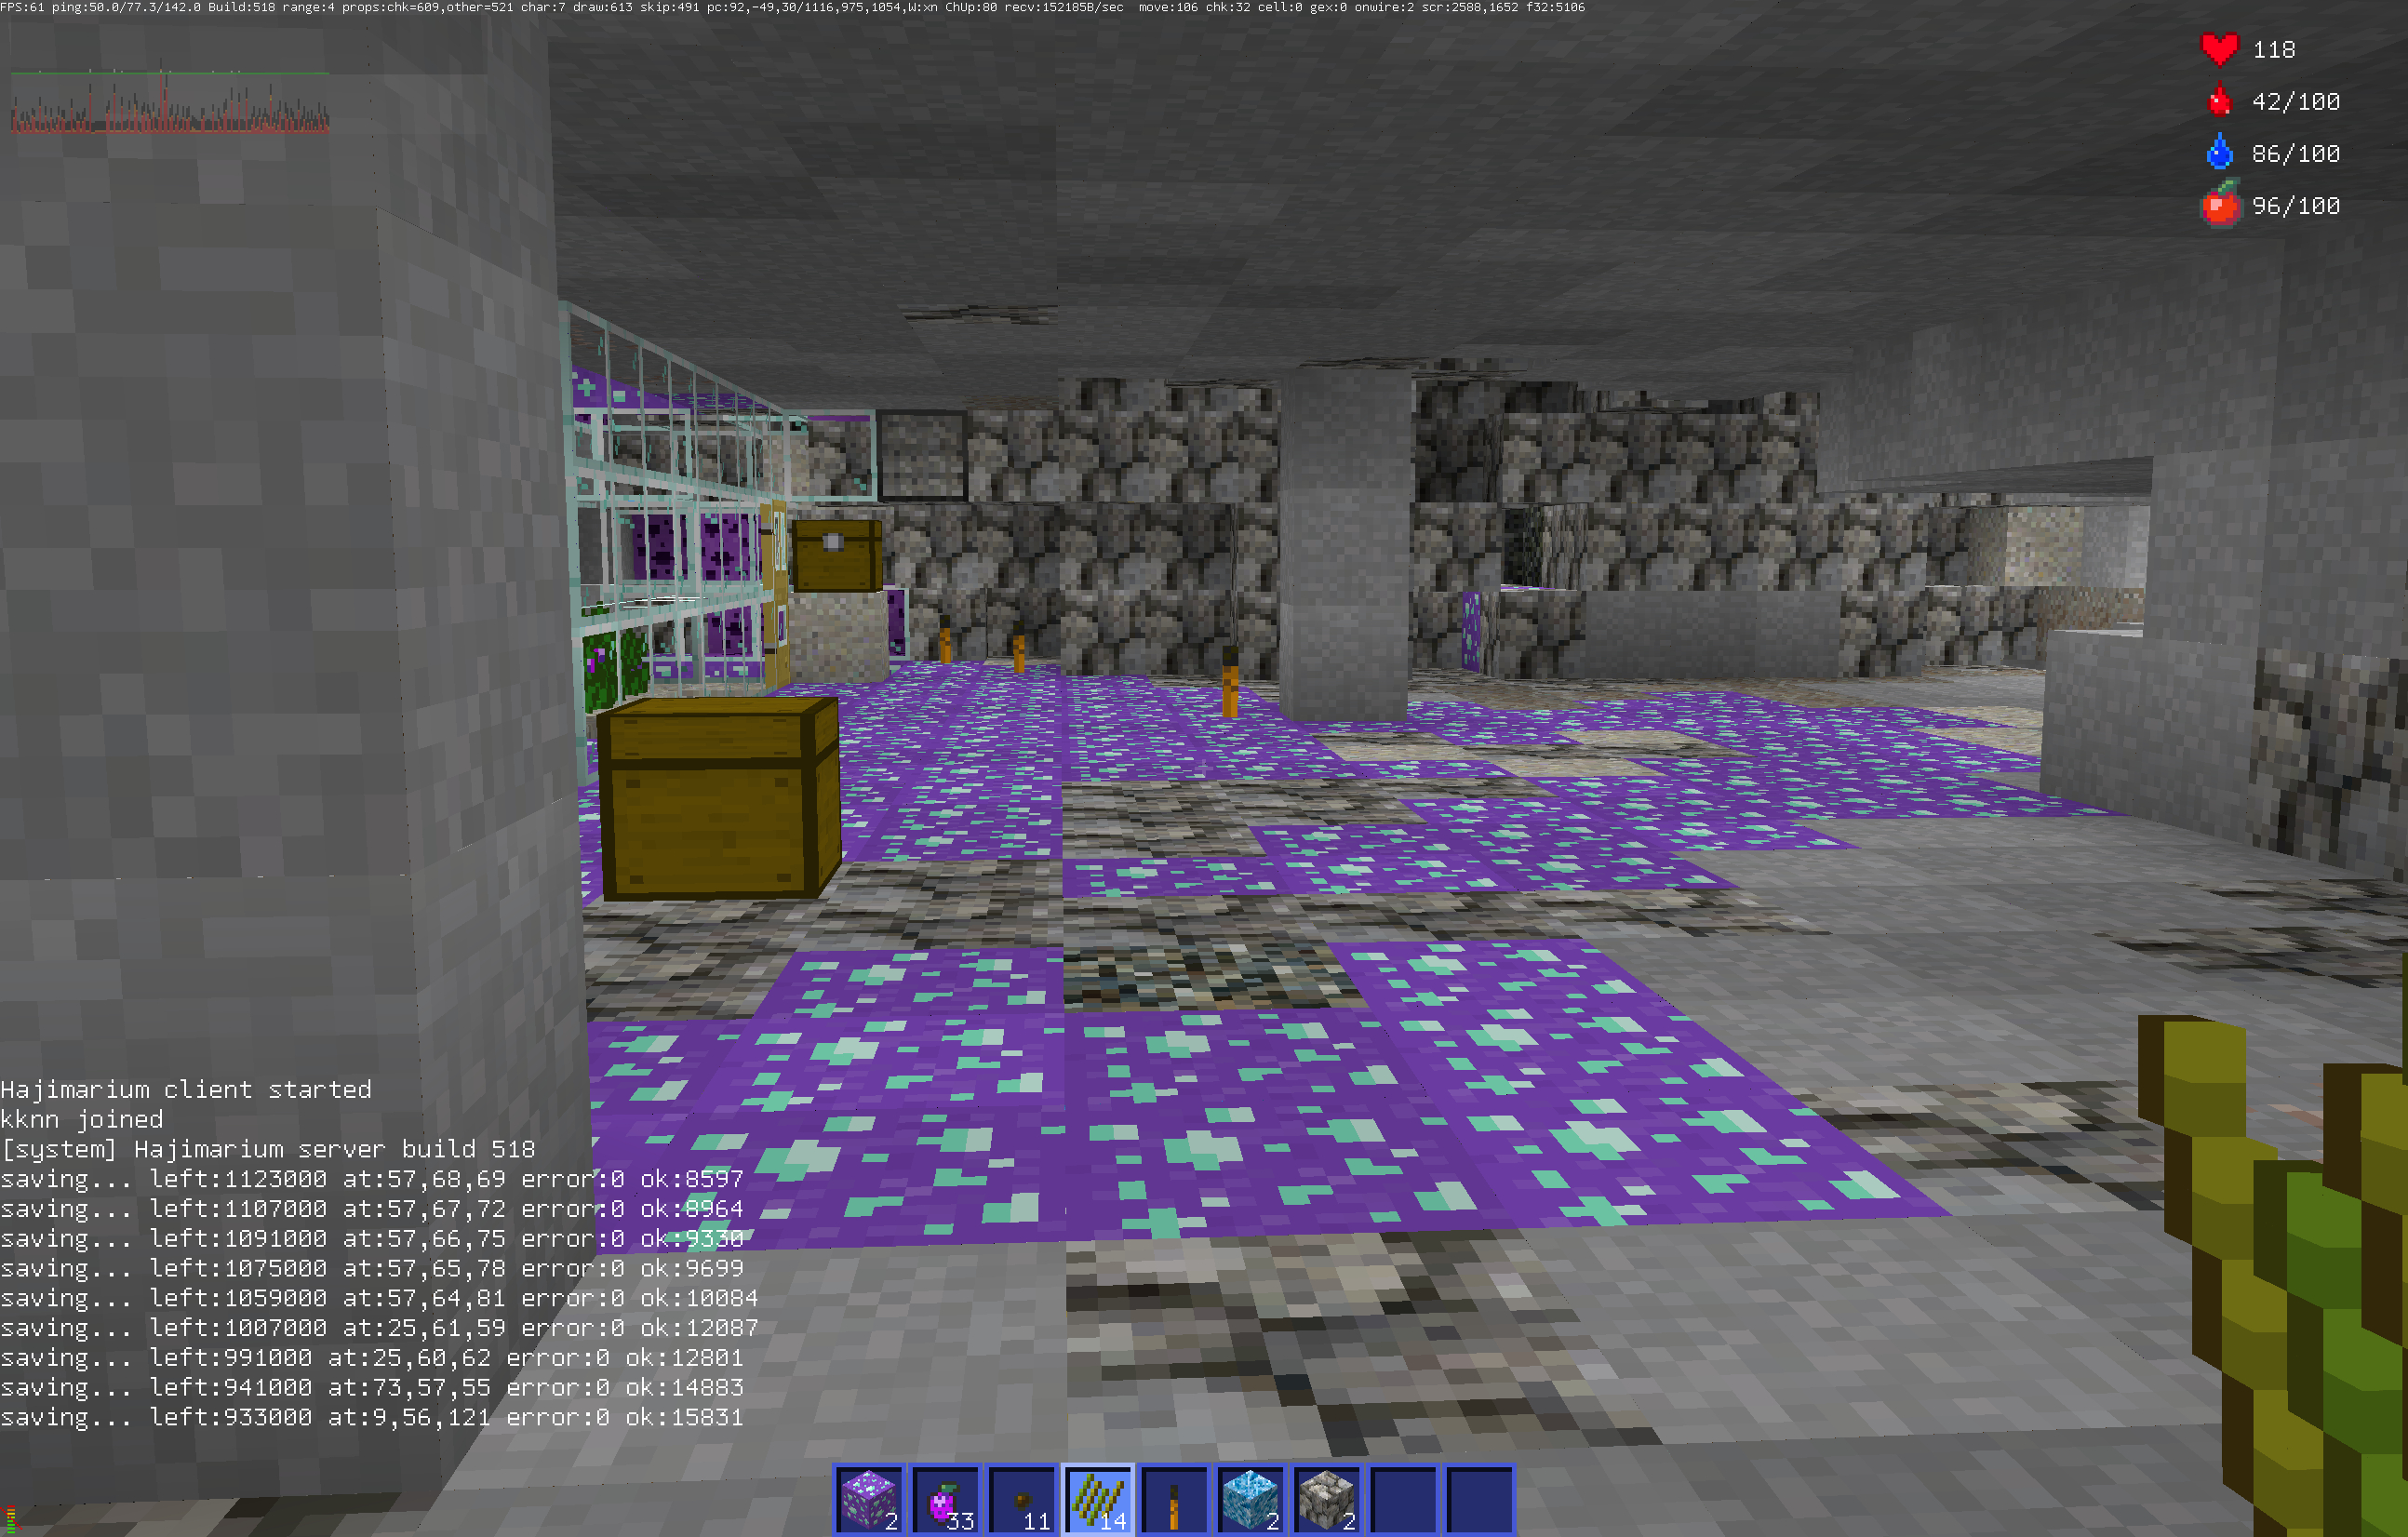 FPS:61 ping:50.0/77.3/142.0 Build:518 range:4 props:chk=609,other=521 char:7 draw:613 skip:491 pc:92,-49,30/1116,975,1054,W:xn ChUp:80 recv:152185B/sec  move:106 chk:32 cell:0 gex:0 onwire:2 scr:2588,1652 f32:5106
118
42/100
86/100
96/100
Hajimarium client started
kknn joined
[system] Hajimarium server build 518
saving... left:1123000 at:57,68,69 error:0 ok:8597
saving... left:1107000 at:57,67,72 error:0 ok:8964
saving... left:1091000 at:57,66,75 error:0 ok:9330
saving... left:1075000 at:57,65,78 error:0 ok:9699
saving... left:1059000 at:57,64,81 error:0 ok:10084
saving... left:1007000 at:25,61,59 error:0 ok:12087
saving... left:991000 at:25,60,62 error:0 ok:12801
saving... left:941000 at:73,57,55 error:0 ok:14883
saving... left:933000 at:9,56,121 error:0 ok:15831
2 33 11 14 2 2